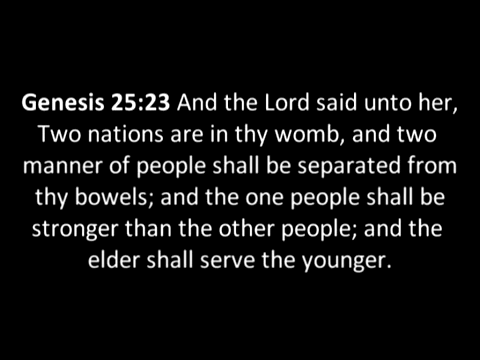 Genesis 25:23 And the Lord said unto her,
Two nations are in thy womb, and two
manner of people shall be separated from
thy bowels; and the one people shall be
stronger than the other people; and the
elder shall serve the younger.